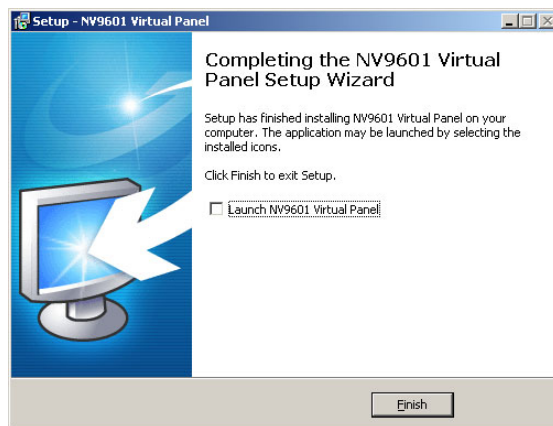 Setup - NV9601 Virtual Panel
Completing the NV9601 Virtual
Panel Setup Wizard
Setup has finished installing NV9601 Virtual Panel on your
computer. The application may be launched by selecting the
installed icons.
Click Finish to exit Setup.
Launch NV9601 Virtual Panel
Finish